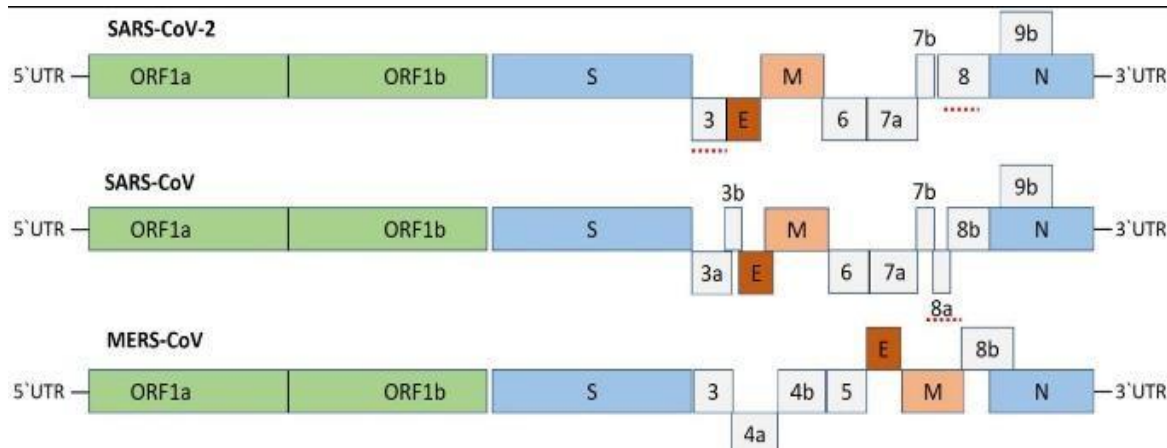 SARS-CoV-2
9b
7b
5`UTR ORF1a ORF1b S M 8 N 3`UTR
3 E 6 7a
SARS-CoV
9b
3b 7b
5`UTR ORF1a ORF1b S M 8b N 3`UTR
3a E 6 7a
8a
MERS-CoV
E 8b
5`UTR ORF1a ORF1b S 3 4b 5 M N 3`UTR
4a